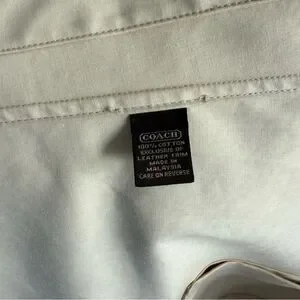 COACH
100% COTTON
EXCLUSIVE OF
LEATHER TRIM
MADE IN
MALAYSIA
CARE ON REVERSE